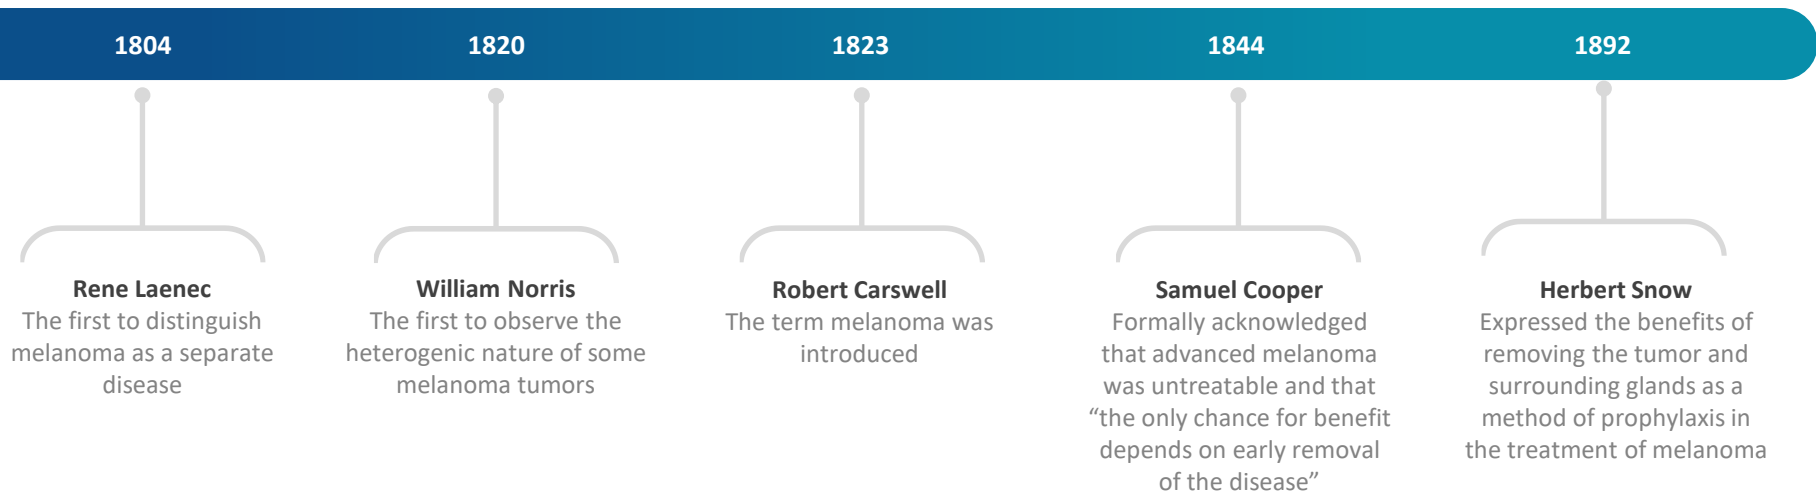 1804
1820
1823
1844
1892
Rene Laenec
The first to distinguish
melanoma as a separate
disease
William Norris
The first to observe the
heterogenic nature of some
melanoma tumors
Robert Carswell
The term melanoma was
introduced
Samuel Cooper
Formally acknowledged
that advanced melanoma
was untreatable and that
“the only chance for benefit
depends on early removal
of the disease”
Herbert Snow
Expressed the benefits of
removing the tumor and
surrounding glands as a
method of prophylaxis in
the treatment of melanoma